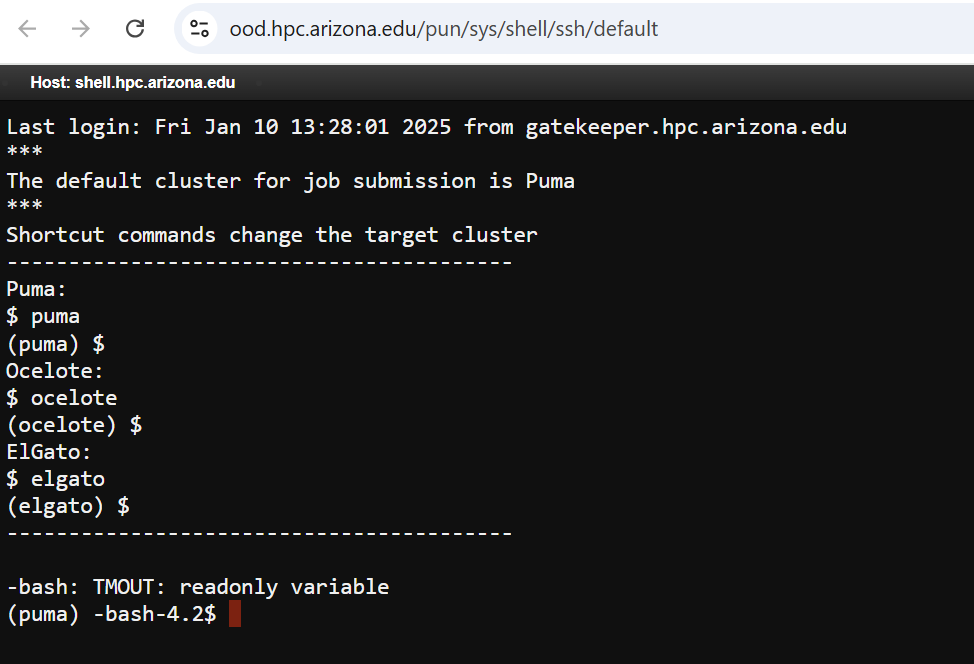 ood.hpc.arizona.edu/pun/sys/shell/ssh/default
Host: shell.hpc.arizona.edu
Last login: Fri Jan 10 13:28:01 2025 from gatekeeper.hpc.arizona.edu
***
The default cluster for job submission is Puma
***
Shortcut commands change the target cluster
-----------------------------------------
Puma:
$ puma
(puma) $
Ocelote:
$ ocelote
(ocelote) $
ElGato:
$ elgato
(elgato) $
-----------------------------------------
-bash: TMOUT: readonly variable
(puma) -bash-4.2$